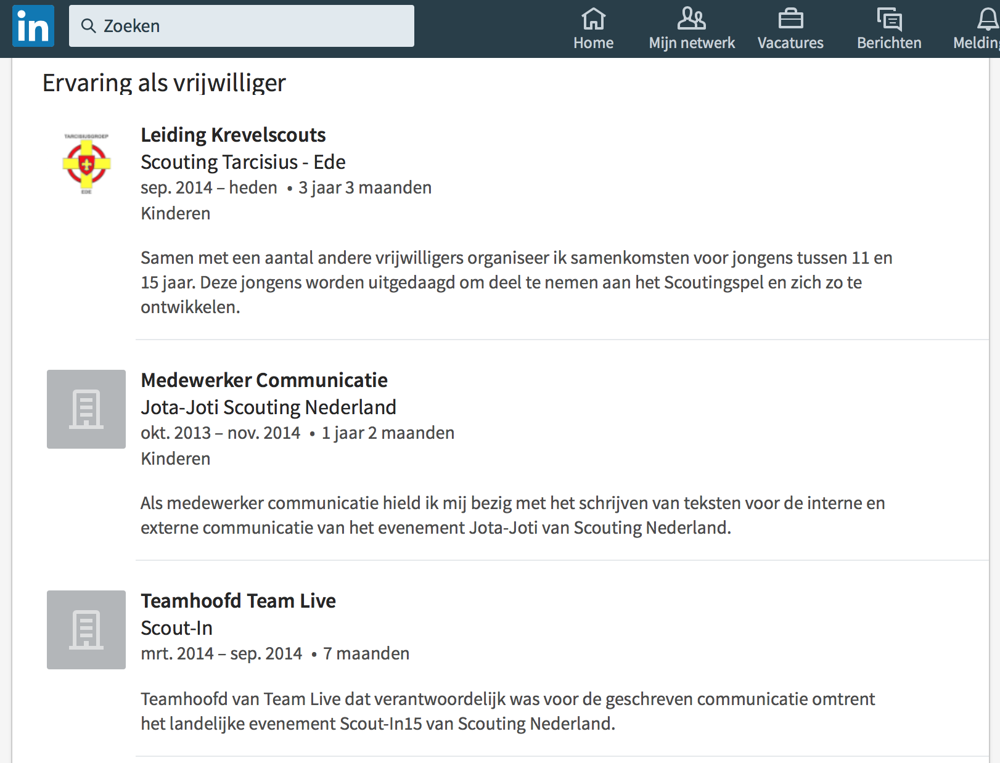 in
Zoeken
Home
Mijn netwerk
Vacatures
Berichten
Melding
Ervaring als vrijwilliger
TARCISIUSGROEP
EDE
Leiding Krevelscouts
Scouting Tarcisius - Ede
sep. 2014 – heden • 3 jaar 3 maanden
Kinderen
Samen met een aantal andere vrijwilligers organiseer ik samenkomsten voor jongens tussen 11 en
15 jaar. Deze jongens worden uitgedaagd om deel te nemen aan het Scoutingspel en zich zo te
ontwikkelen.
Medewerker Communicatie
Jota-Joti Scouting Nederland
okt. 2013 – nov. 2014 • 1 jaar 2 maanden
Kinderen
Als medewerker communicatie hield ik mij bezig met het schrijven van teksten voor de interne en
externe communicatie van het evenement Jota-Joti van Scouting Nederland.
Teamhoofd Team Live
Scout-In
mrt. 2014 – sep. 2014 • 7 maanden
Teamhoofd van Team Live dat verantwoordelijk was voor de geschreven communicatie omtrent
het landelijke evenement Scout-In15 van Scouting Nederland.